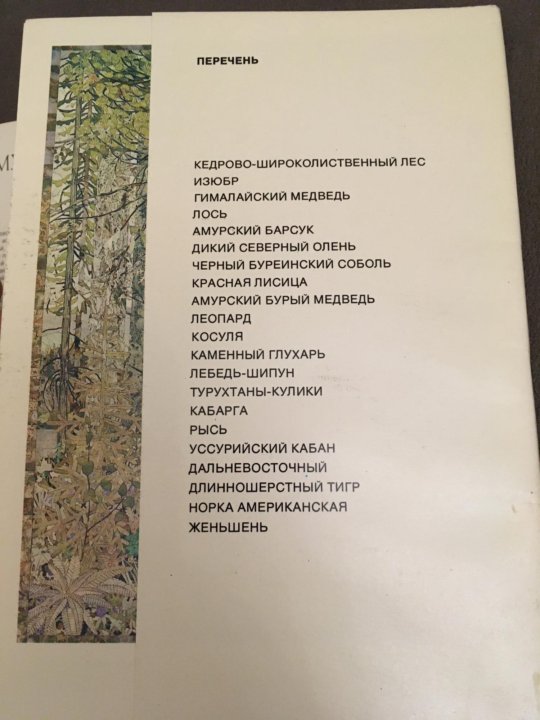 ПЕРЕЧЕНЬ
КЕДРОВО-ШИРОКОЛИСТВЕННЫЙ ЛЕС
ИЗЮБР
ГИМАЛАЙСКИЙ МЕДВЕДЬ
ЛОСЬ
АМУРСКИЙ БАРСУК
ДИКИЙ СЕВЕРНЫЙ ОЛЕНЬ
ЧЕРНЫЙ БУРЕИНСКИЙ СОБОЛЬ
КРАСНАЯ ЛИСИЦА
АМУРСКИЙ БУРЫЙ МЕДВЕДЬ
ЛЕОПАРД
КОСУЛЯ
КАМЕННЫЙ ГЛУХАРЬ
ЛЕБЕДЬ-ШИПУН
ТУРУХТАНЫ-КУЛИКИ
КАБАРГА
РЫСЬ
УССУРИЙСКИЙ КАБАН
ДАЛЬНЕВОСТОЧНЫЙ
ДЛИННОШЕРСТНЫЙ ТИГР
НОРКА АМЕРИКАНСКАЯ
ЖЕНЬШЕНЬ